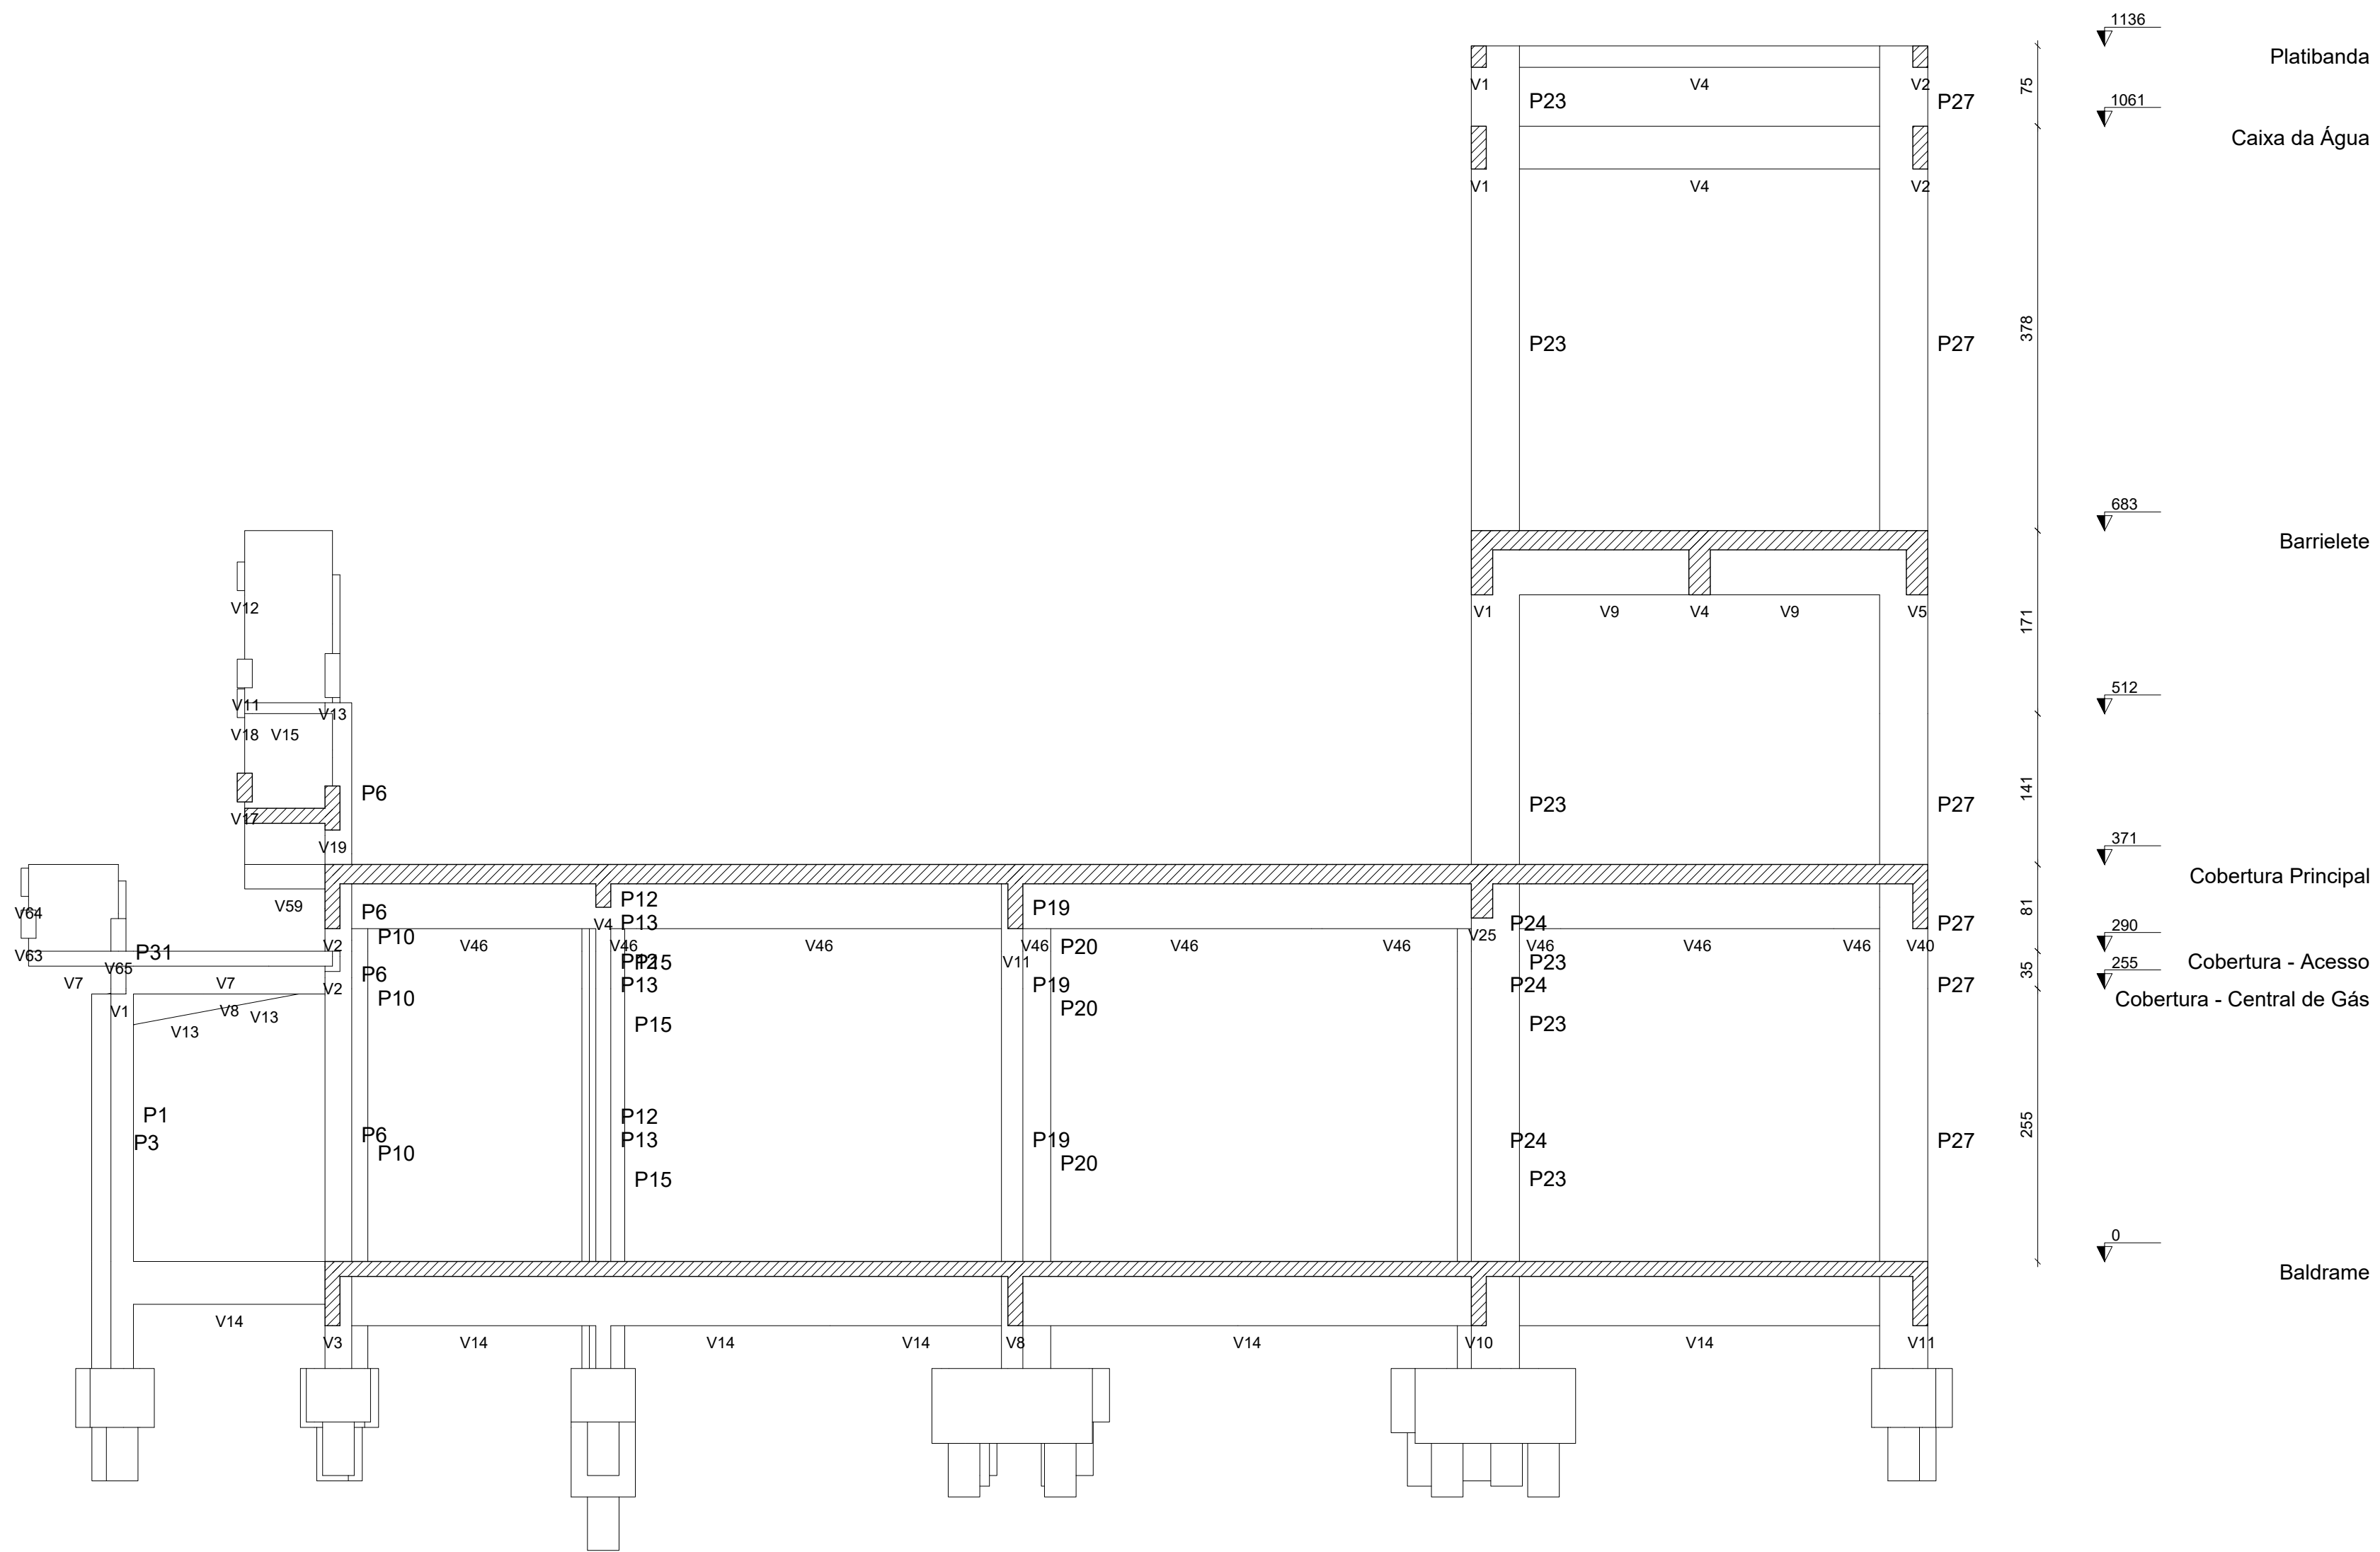 1136
Platibanda
V1 V4 V2
75
P23 P27
1061
Caixa da Água
V1 V4 V2
378
P23 P27
683
Barrielete
V12
V1 V9 V4 V9 V5
171
512
V11
V13
V18 V15
141
P6
P23 P27
V17
V19
371
Cobertura Principal
P12
V59
81
P19
P6
V64
P13
P24 P27
V4
290
P10
V25
V2 V46 V46 V46 V46 V46 V46 V46 V46 V46 V40
P20
P31
V63
Cobertura - Acesso
P12
P15
V11
P23
255
V65
35
P6
V7 V7
P13 P19 P24 P27
V2
P10
Cobertura - Central de Gás
P20
V1 V8
V13
P15 P23
V13
P1
P12
255
P6
P3
P13 P19 P24 P27
P10
P20
P15 P23
0
Baldrame
V14
V3 V14 V14 V14 V8 V14 V10 V14 V11